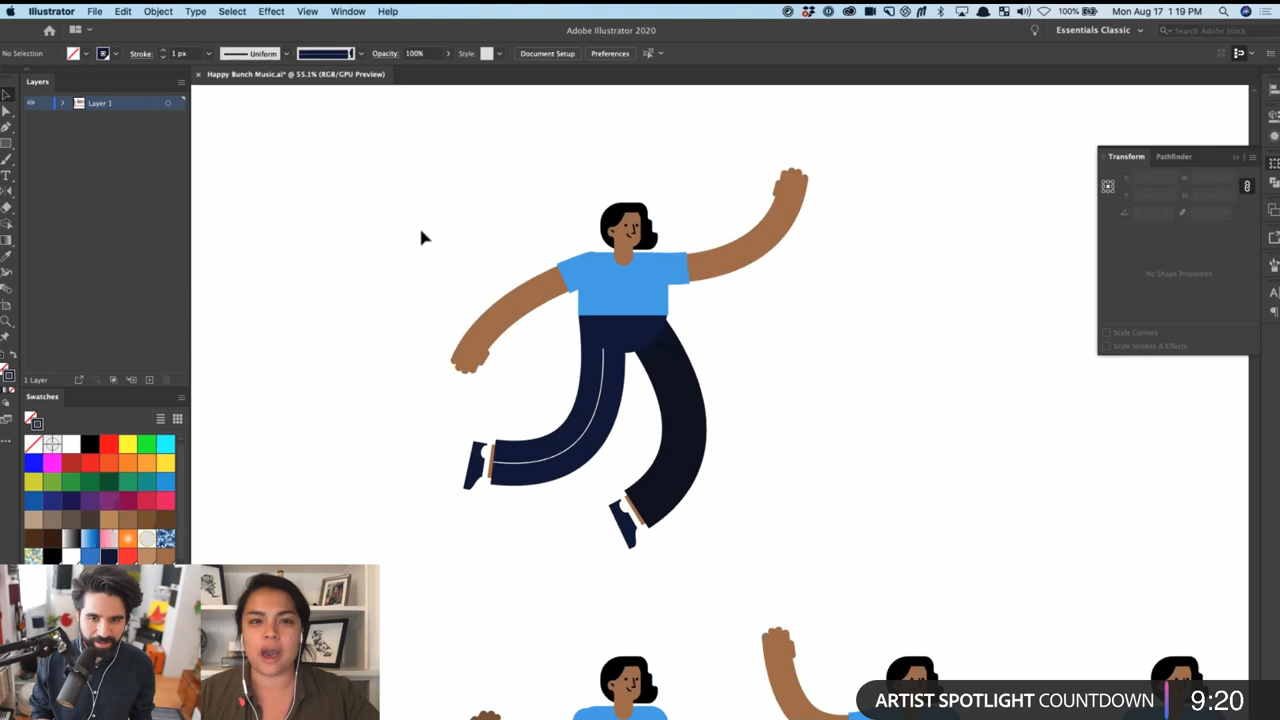 Illustrator File Edit Object Type Select Effect View Window Help 100% Mon Aug 17 1:19 PM
Adobe Illustrator 2020 Essentials Classic Search Adobe Stock
No Selection Stroke: 1 px Uniform Opacity: 100% Style: Document Setup Preferences
Layers × Happy Bunch Music.ai* @ 55.1% (RGB/GPU Preview)
Layer 1
Transform Pathfinder
X: W:
Y: H:
No Shape Properties
Scale Corners
Scale Strokes & Effects
1 Layer
Swatches
ARTIST SPOTLIGHT COUNTDOWN 9:20